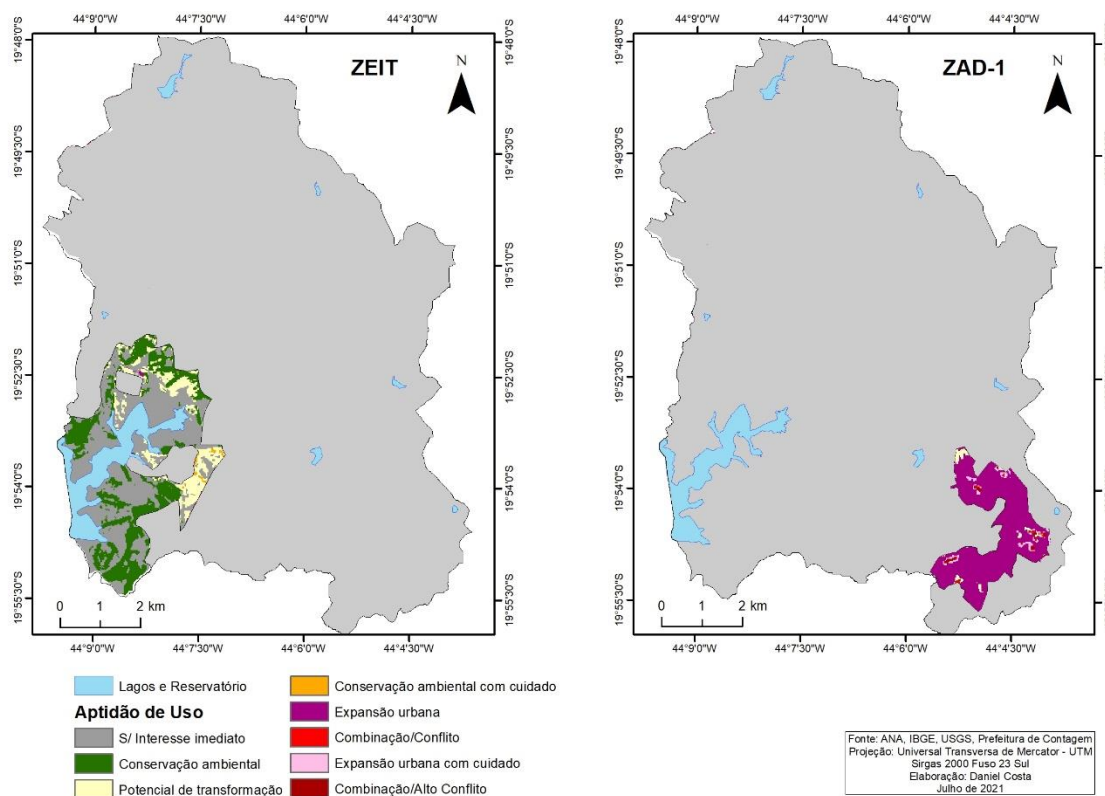 44°9'0"W 44°7'30"W 44°6'0"W 44°4'30"W
44°9'0"W 44°7'30"W 44°6'0"W 44°4'30"W
19°48'0"S
19°49'30"S
19°51'0"S
19°52'30"S
19°54'0"S
19°55'30"S
ZEIT
N
19°48'0"S
19°49'30"S
19°51'0"S
19°52'30"S
19°54'0"S
19°55'30"S
0 1 2 km
44°9'0"W 44°7'30"W 44°6'0"W 44°4'30"W
19°48'0"S
19°49'30"S
19°51'0"S
19°52'30"S
19°54'0"S
19°55'30"S
ZAD-1
N
0 1 2 km
44°9'0"W 44°7'30"W 44°6'0"W 44°4'30"W
Lagos e Reservatório
Aptidão de Uso
S/ Interesse imediato
Conservação ambiental
Potencial de transformação
Conservação ambiental com cuidado
Expansão urbana
Combinação/Conflito
Expansão urbana com cuidado
Combinação/Alto Conflito
Fonte: ANA, IBGE, USGS, Prefeitura de Contagem
Projeção: Universal Transversa de Mercator - UTM
Sirgas 2000 Fuso 23 Sul
Elaboração: Daniel Costa
Julho de 2021